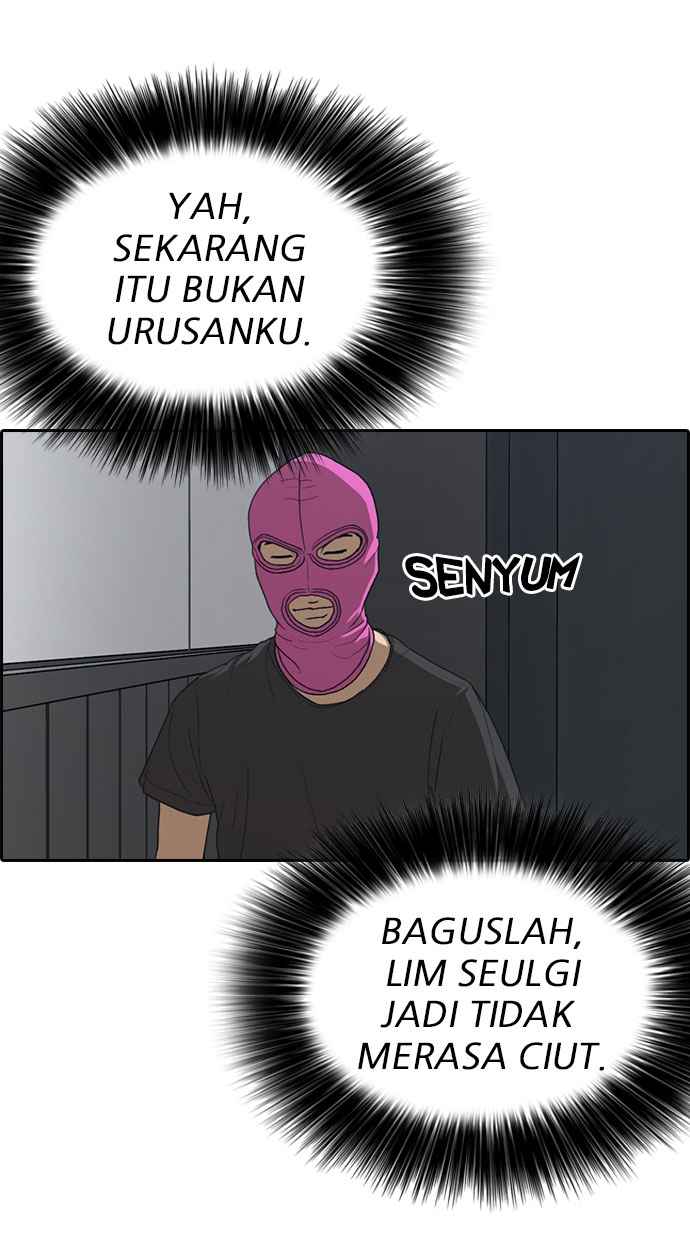 YAH,
SEKARANG
ITU BUKAN
URUSANKU.
SENYUM
BAGUSLAH,
LIM SEULGI
JADI TIDAK
MERASA CIUT.